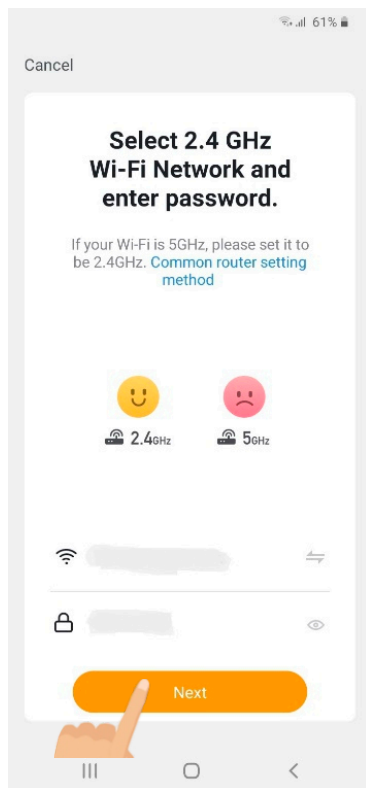 61%
Cancel
Select 2.4 GHz
Wi-Fi Network and
enter password.
If your Wi-Fi is 5GHz, please set it to
be 2.4GHz. Common router setting
method
2.4GHz 5GHz
Next